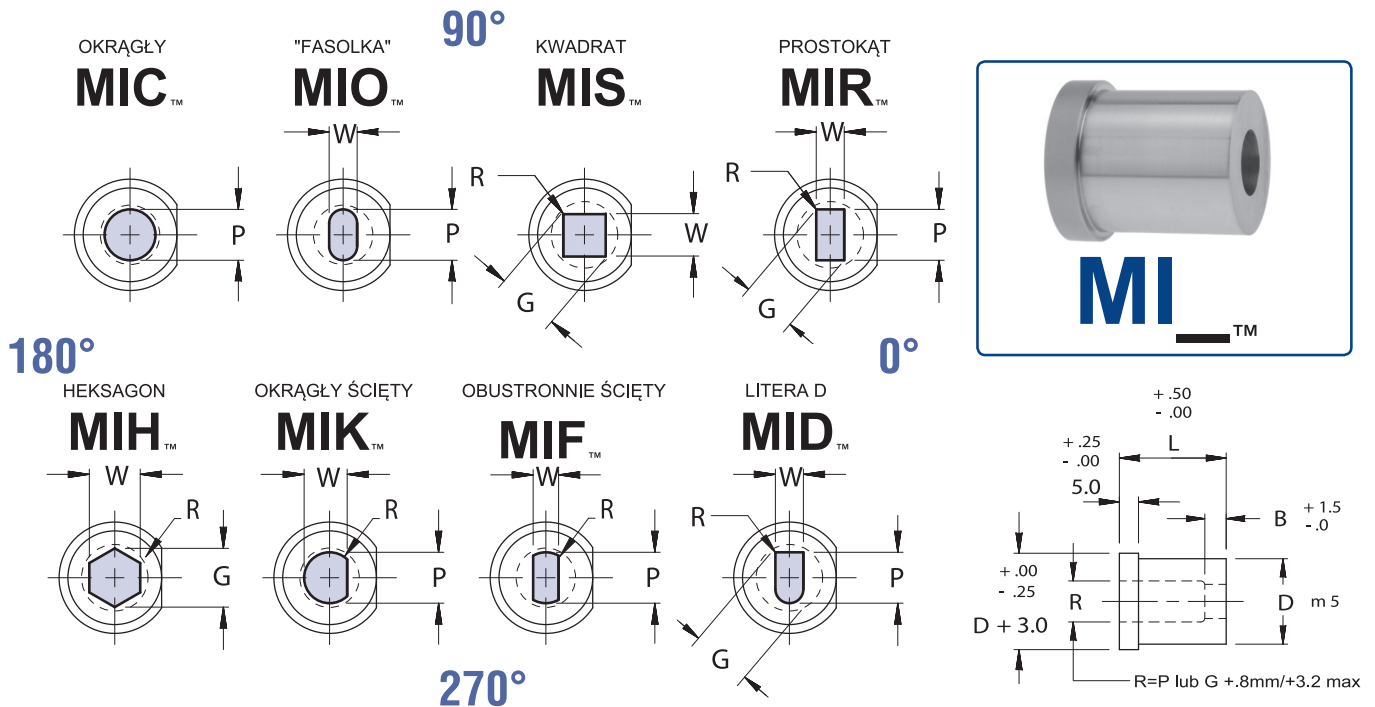 90°
OKRĄGŁY
MIC™
"FASOLKA"
MIO™
KWADRAT
MIS™
PROSTOKĄT
MIR™
P
W
P
R
W
G
W
R
P
G
MI__™
180°
0°
HEKSAGON
MIH™
OKRĄGŁY ŚCIĘTY
MIK™
OBUSTRONNIE ŚCIĘTY
MIF™
LITERA D
MID™
W
R
G
W
R
P
W
R
P
W
R
P
G
270°
+ .50
- .00
L
+ .25
- .00
5.0
B
+ 1.5
-.0
+ .00
- .25
D + 3.0
R
D
m 5
R=P lub G +.8mm/+3.2 max